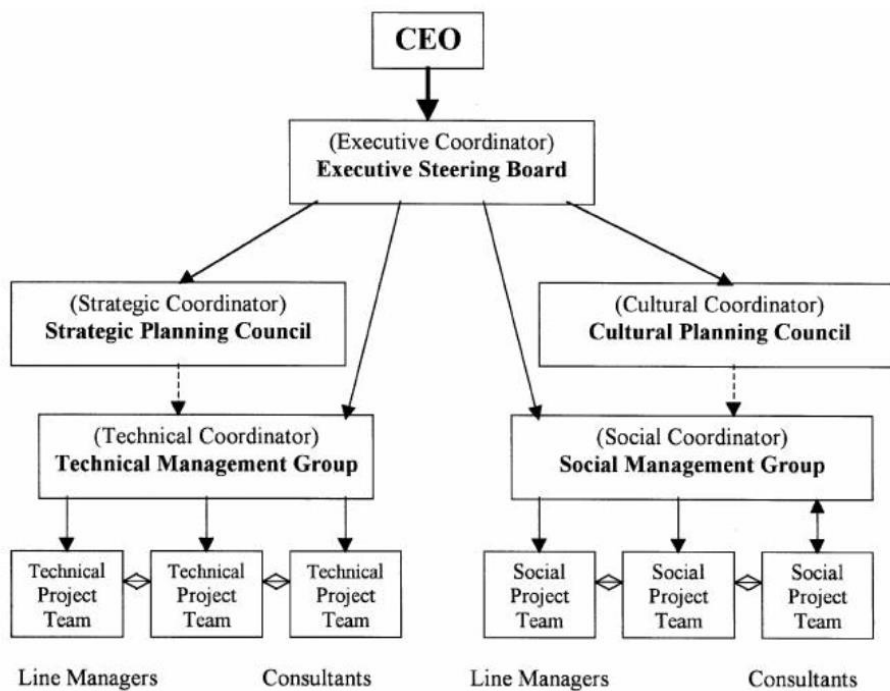 CEO
(Executive Coordinator)
Executive Steering Board
(Strategic Coordinator)
Strategic Planning Council
(Cultural Coordinator)
Cultural Planning Council
(Technical Coordinator)
Technical Management Group
(Social Coordinator)
Social Management Group
Technical
Project
Team
Technical
Project
Team
Technical
Project
Team
Social
Project
Team
Social
Project
Team
Social
Project
Team
Line Managers
Consultants
Line Managers
Consultants